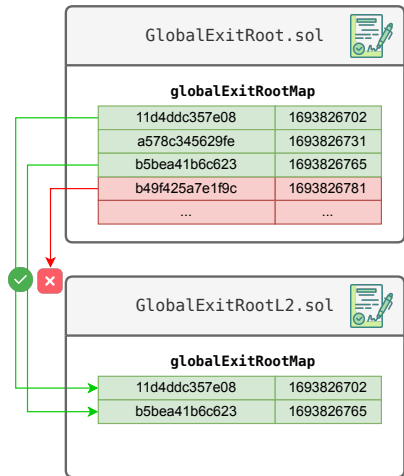 GlobalExitRoot.sol
globalExitRootMap
11d4ddc357e08 1693826702
a578c345629fe 1693826731
b5bea41b6c623 1693826765
b49f425a7e1f9c 1693826781
... ...
GlobalExitRootL2.sol
globalExitRootMap
11d4ddc357e08 1693826702
b5bea41b6c623 1693826765